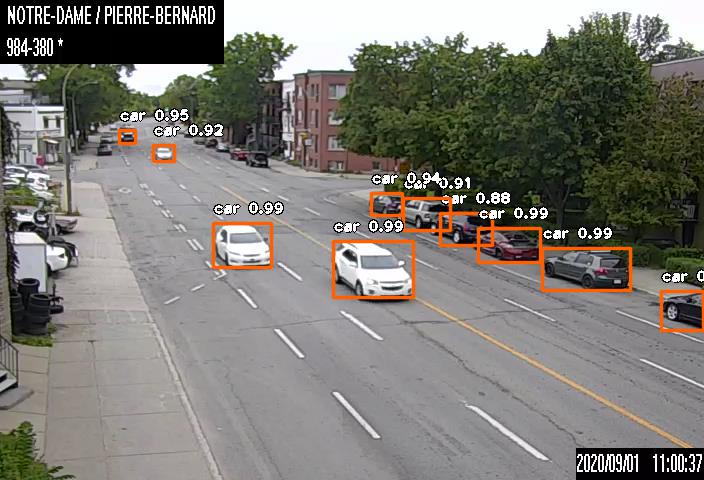 NOTRE-DAME / PIERRE-BERNARD
984-380 *
car 0.95
car 0.92
car 0.94
0.91
0.88
car 0.99
car 0.99
car 0.99
car 0.99
car 0
2020/09/01 11:00:37